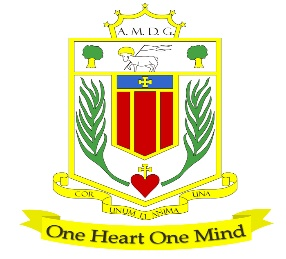 A. M. D. G.
COR UNUM ET ANIMA UNA
One Heart One Mind